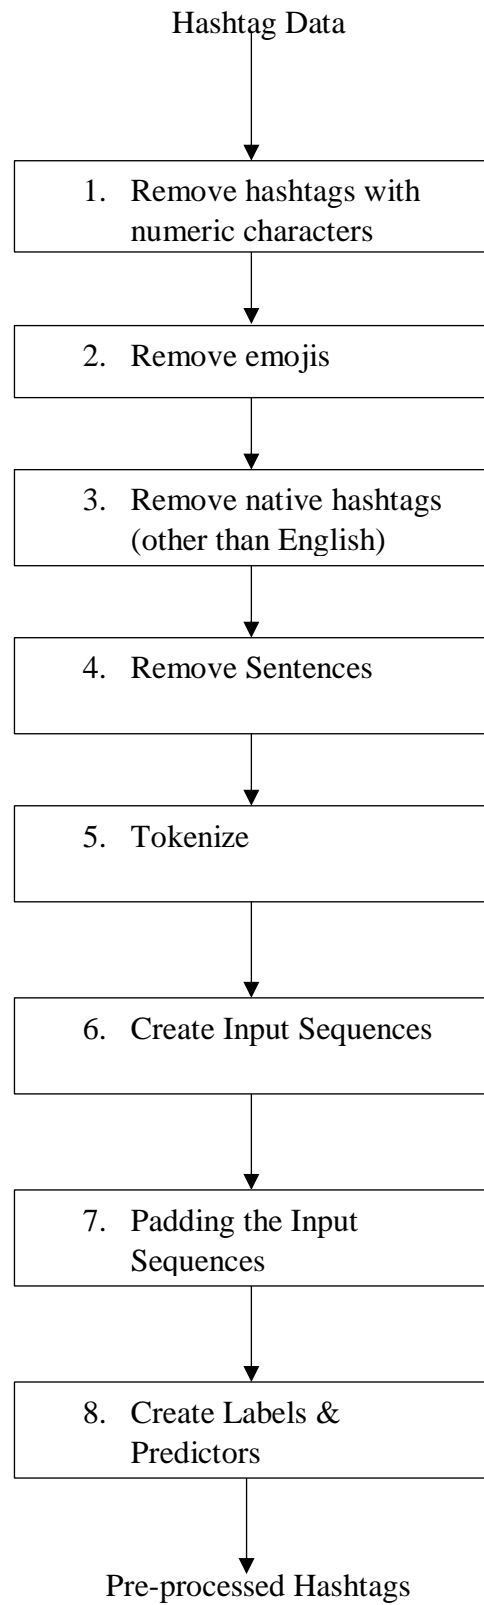 Hashtag Data
1. Remove hashtags with
numeric characters
2. Remove emojis
3. Remove native hashtags
(other than English)
4. Remove Sentences
5. Tokenize
6. Create Input Sequences
7. Padding the Input
Sequences
8. Create Labels &
Predictors
Pre-processed Hashtags